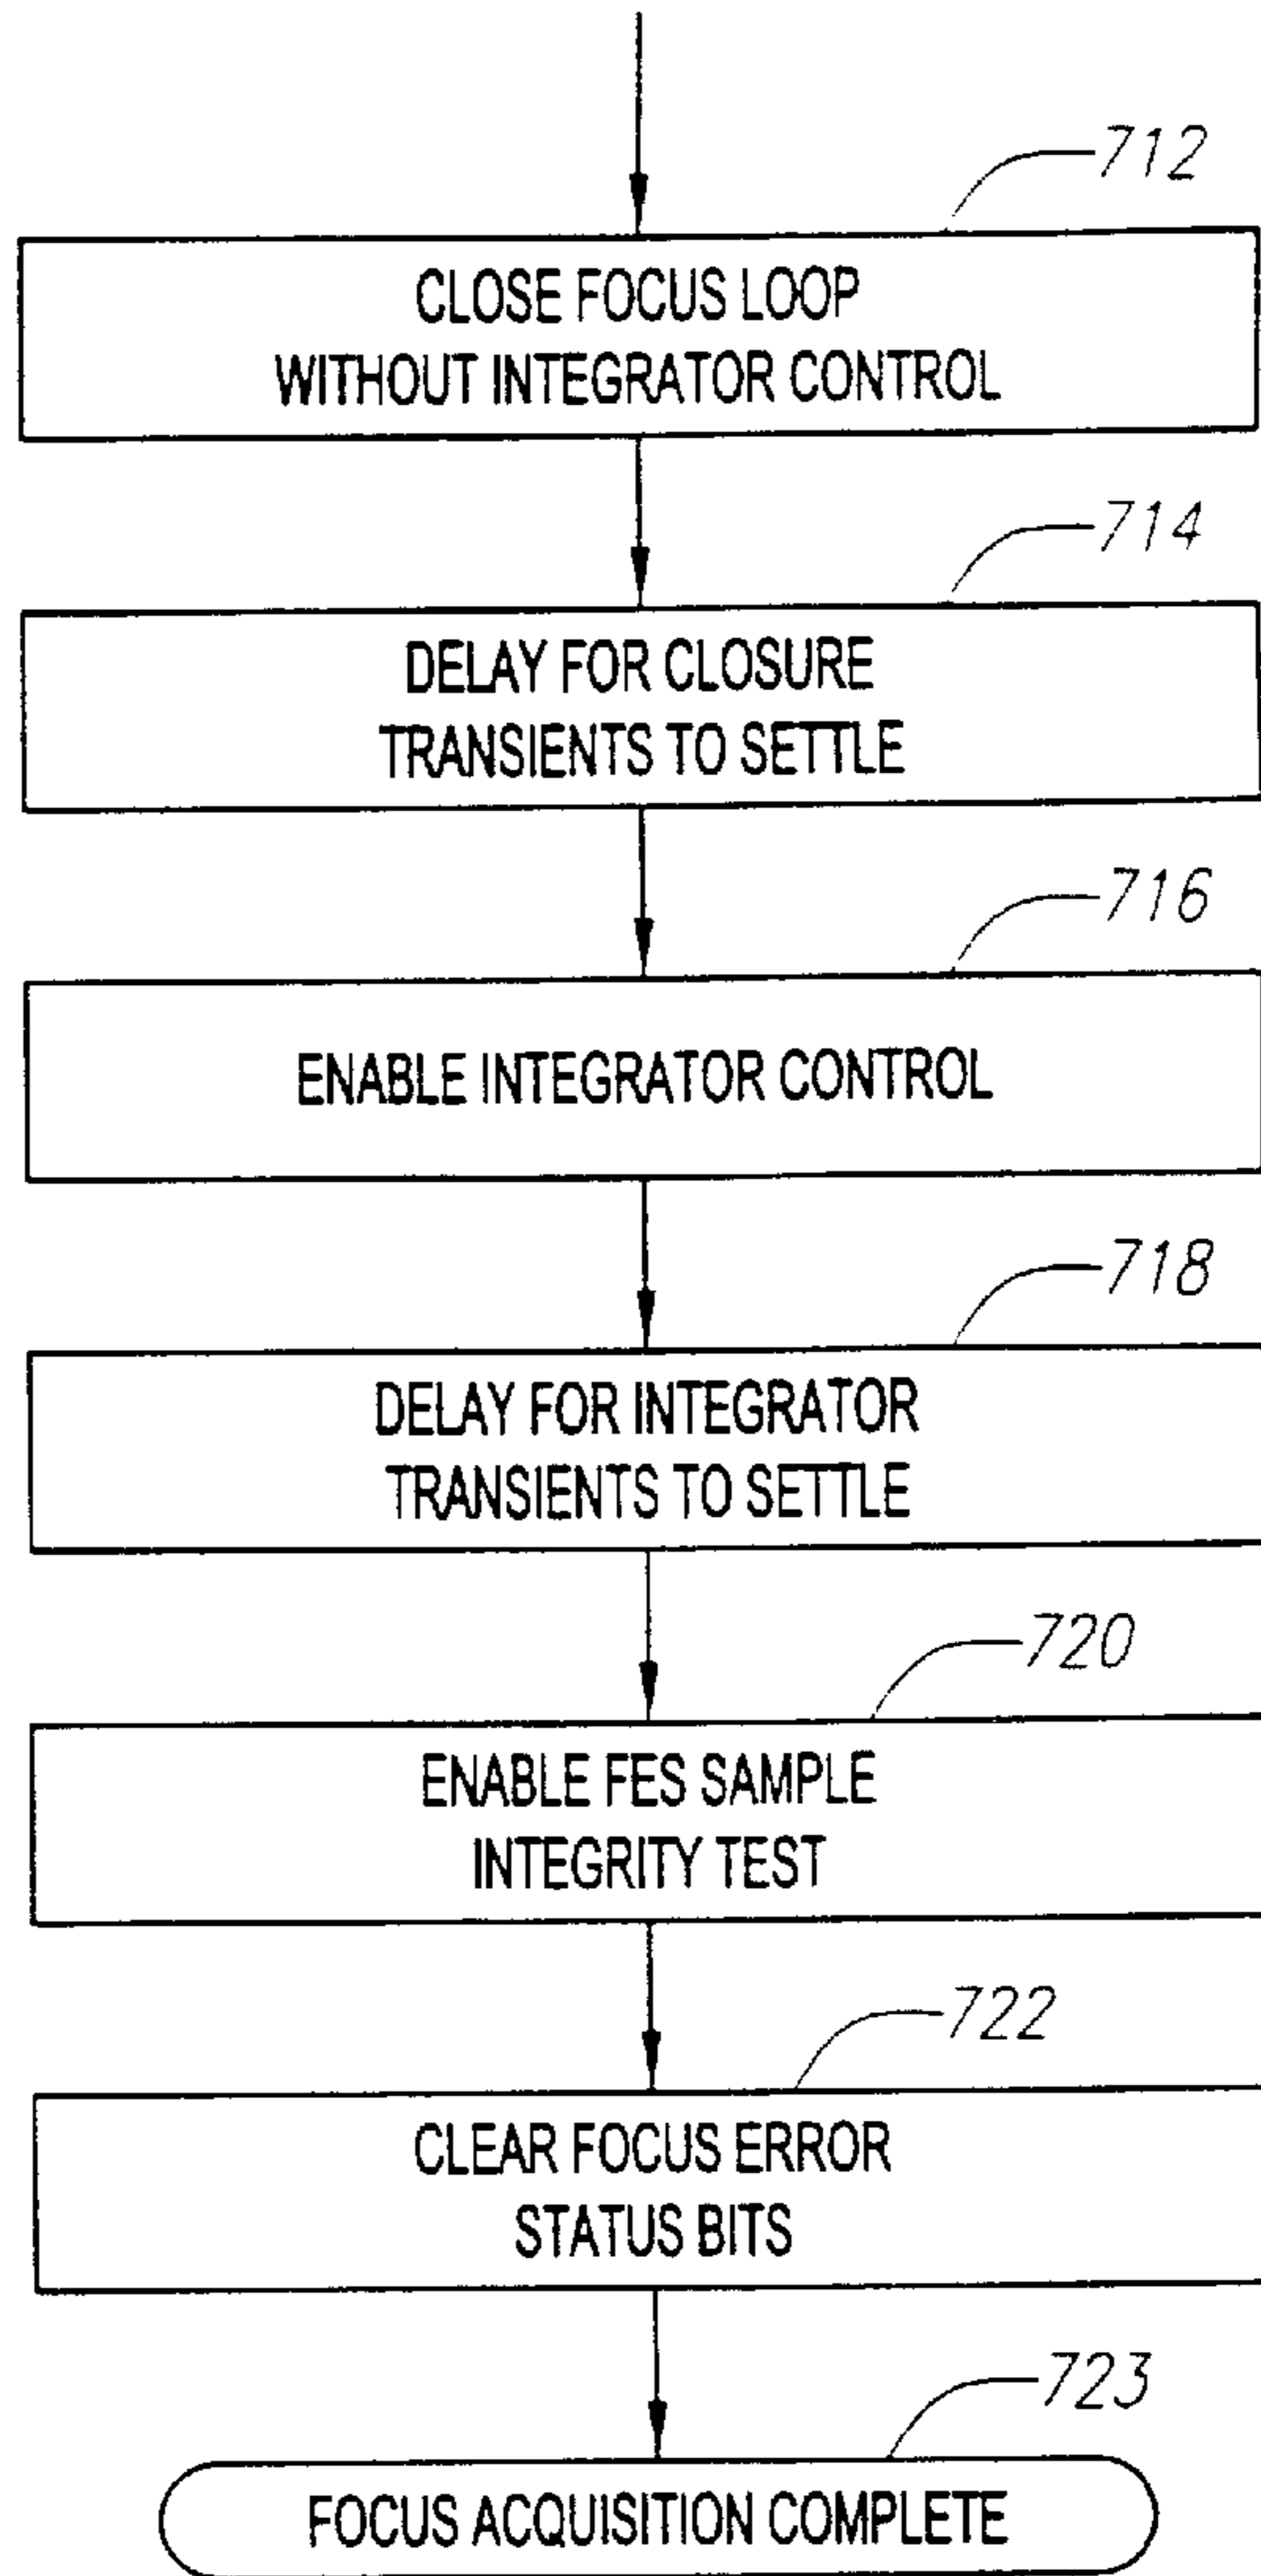 712
CLOSE FOCUS LOOP
WITHOUT INTEGRATOR CONTROL
714
DELAY FOR CLOSURE
TRANSIENTS TO SETTLE
716
ENABLE INTEGRATOR CONTROL
718
DELAY FOR INTEGRATOR
TRANSIENTS TO SETTLE
720
ENABLE FES SAMPLE
INTEGRITY TEST
722
CLEAR FOCUS ERROR
STATUS BITS
723
FOCUS ACQUISITION COMPLETE